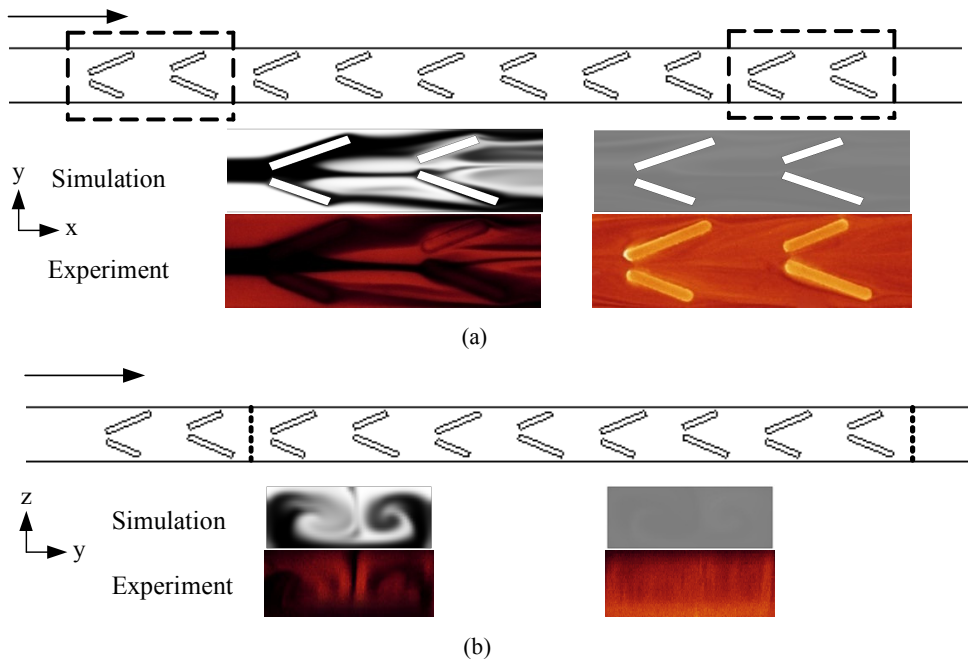 y
Simulation
x
Experiment
(a)
z
Simulation
y
Experiment
(b)